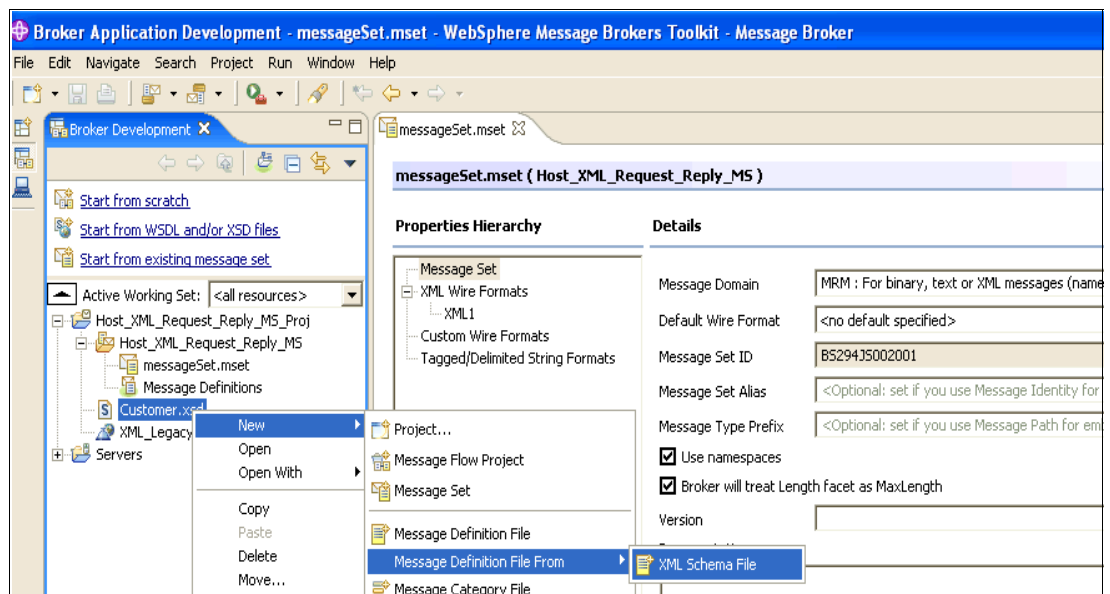 Broker Application Development - messageSet.mset - WebSphere Message Brokers Toolkit - Message Broker
File Edit Navigate Search Project Run Window Help
Broker Development
messageSet.mset
Start from scratch
Start from WSDL and/or XSD files
Start from existing message set
Active Working Set: <all resources>
Host_XML_Request_Reply_MS_Proj
Host_XML_Request_Reply_MS
messageSet.mset
Message Definitions
Customer.xsd
XML_Legacy
Servers
messageSet.mset ( Host_XML_Request_Reply_MS )
Properties Hierarchy
Message Set
XML Wire Formats
XML1
Custom Wire Formats
Tagged/Delimited String Formats
Details
Message Domain MRM : For binary, text or XML messages (name
Default Wire Format <no default specified>
Message Set ID BS294JS002001
Message Set Alias <Optional: set if you use Message Identity for
Message Type Prefix <Optional: set if you use Message Path for em
Use namespaces
Broker will treat Length facet as MaxLength
Version
New
Open
Open With
Copy
Paste
Delete
Move...
Project...
Message Flow Project
Message Set
Message Definition File
Message Definition File From
Message Category File
XML Schema File